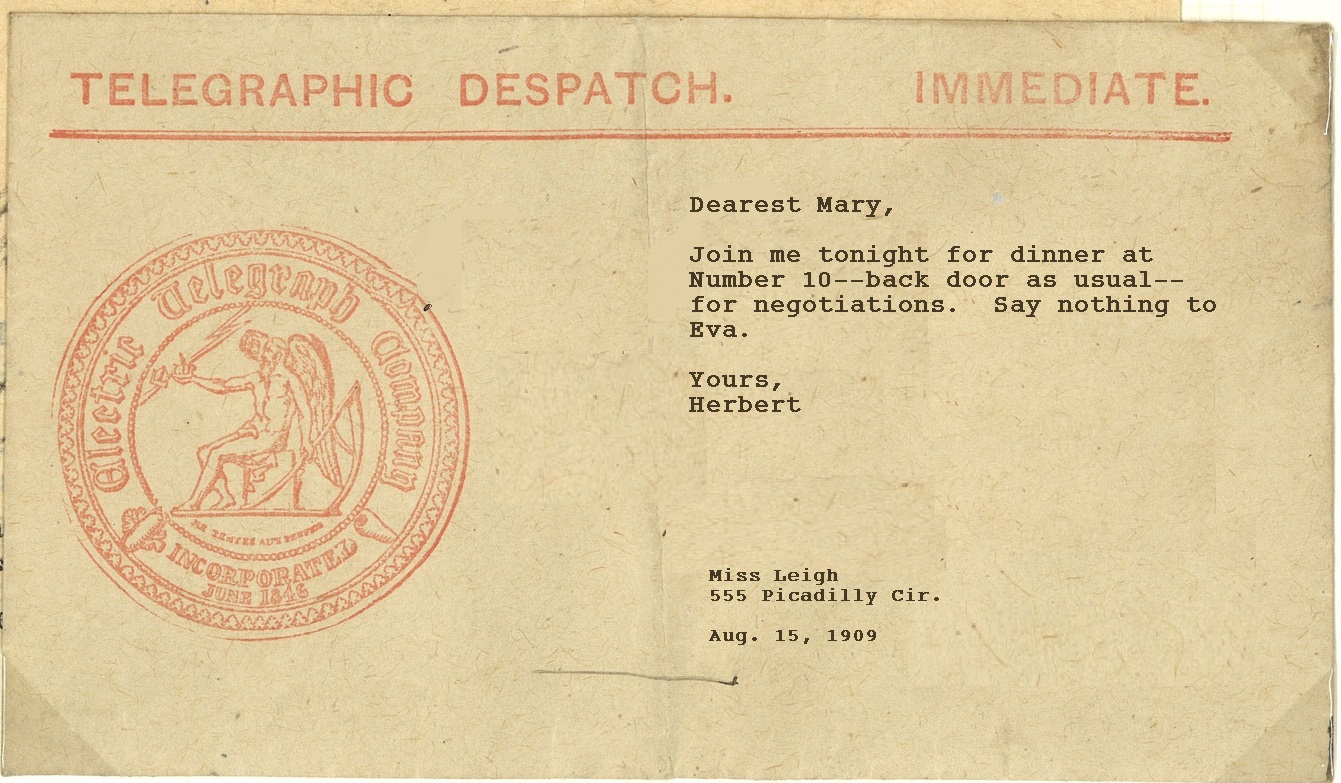 TELEGRAPHIC DESPATCH. IMMEDIATE.
Dearest Mary,
Join me tonight for dinner at
Number 10--back door as usual--
for negotiations.  Say nothing to
Eva.
Yours,
Herbert
Electric Telegraph Company
INCORPORATED
JUNE 1846
Miss Leigh
555 Picadilly Cir.
Aug. 15, 1909